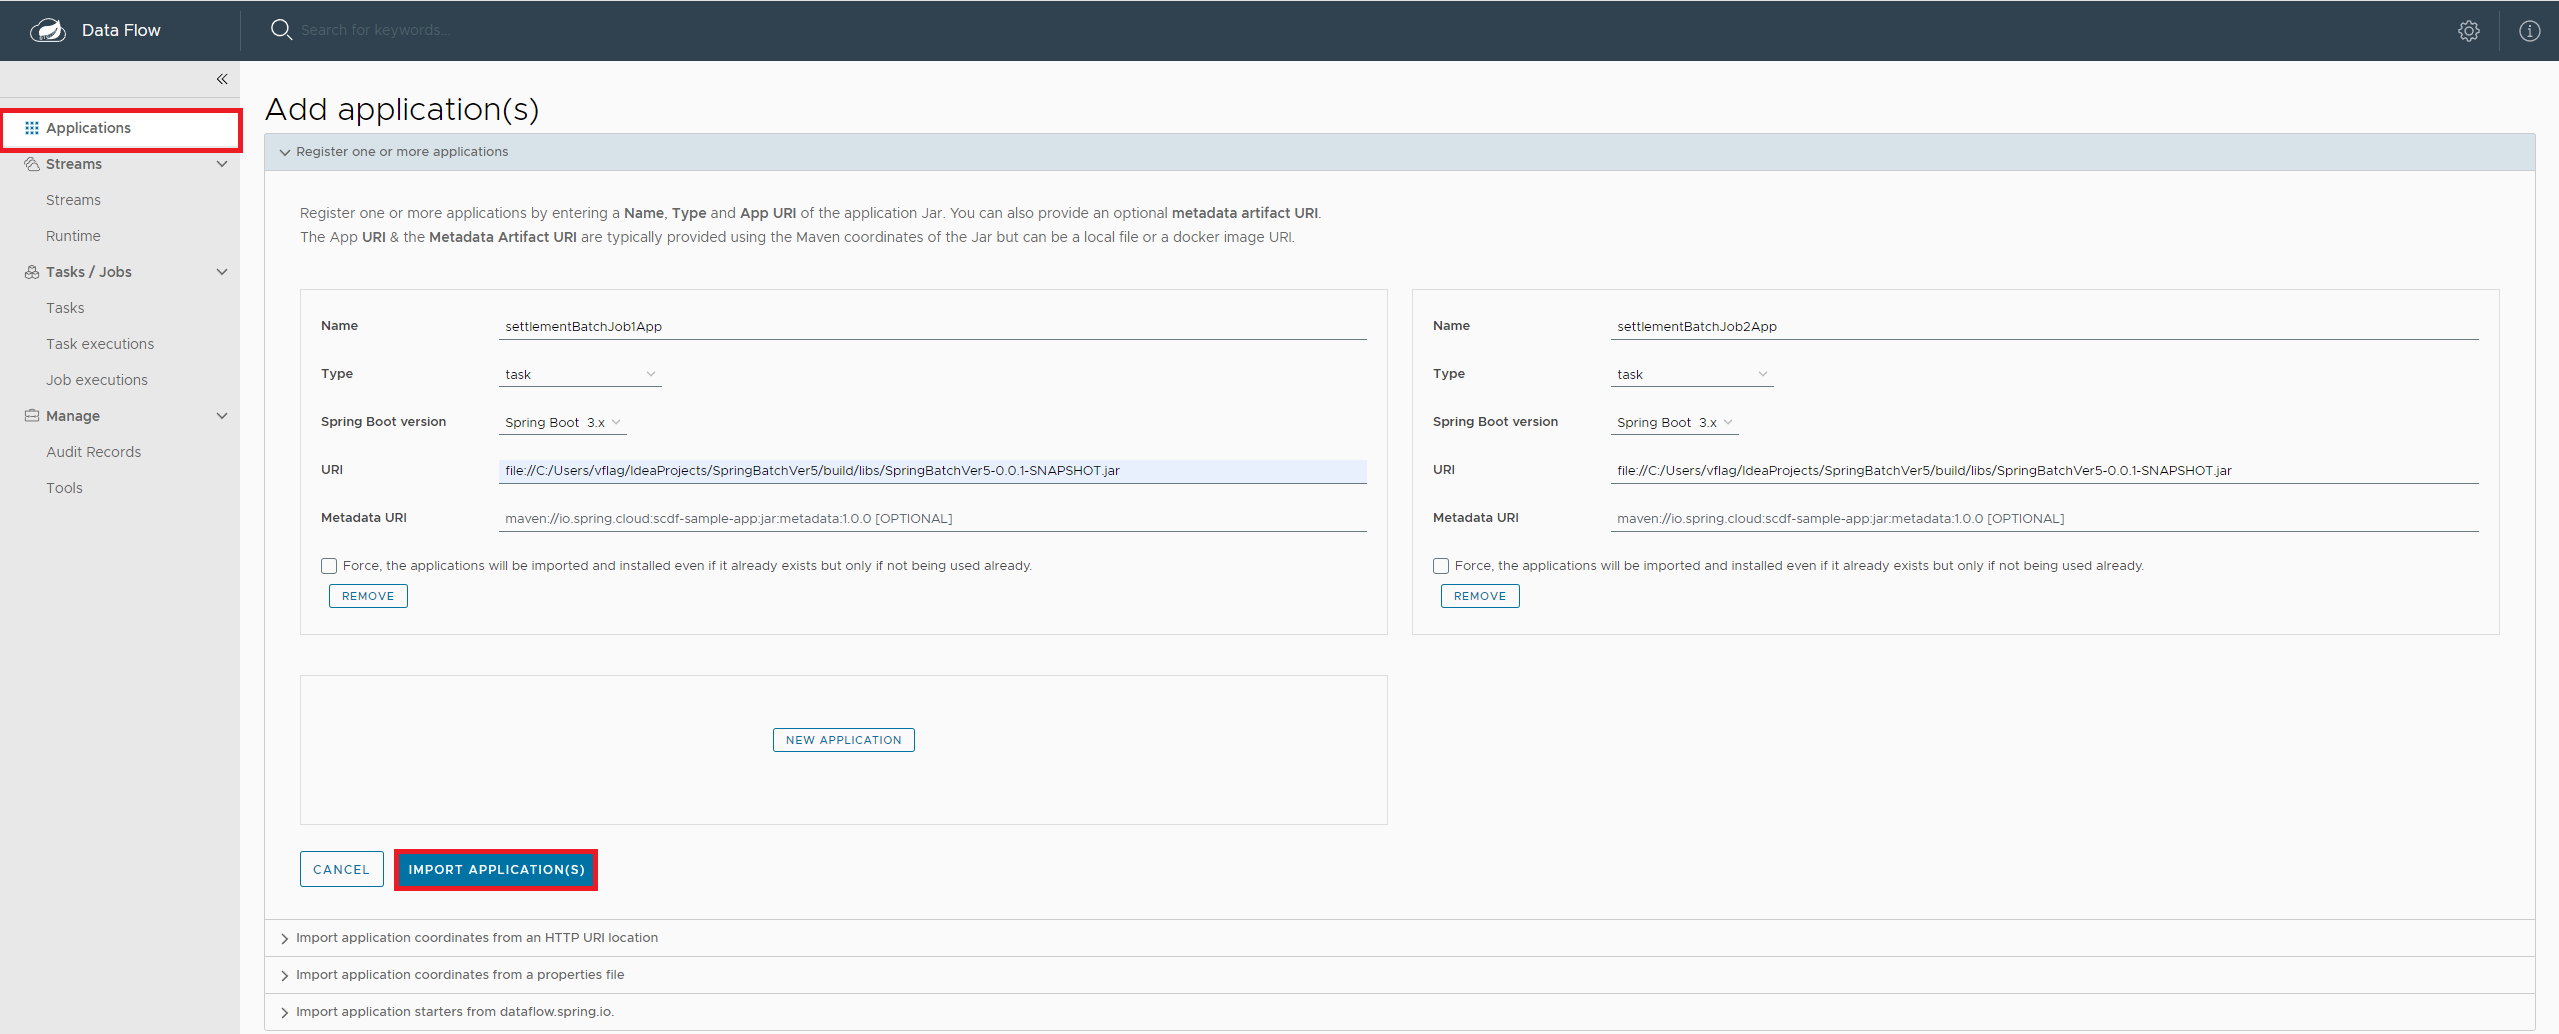 Data Flow
Search for keywords...
Applications
Streams
Streams
Runtime
Tasks / Jobs
Tasks
Task executions
Job executions
Manage
Audit Records
Tools
Add application(s)
Register one or more applications
Register one or more applications by entering a Name, Type and App URI of the application Jar. You can also provide an optional metadata artifact URI.
The App URI & the Metadata Artifact URI are typically provided using the Maven coordinates of the Jar but can be a local file or a docker image URI.
Name settlementBatchJob1App
Type task
Spring Boot version Spring Boot 3.x
URI file://C:/Users/vflag/IdeaProjects/SpringBatchVer5/build/libs/SpringBatchVer5-0.0.1-SNAPSHOT.jar
Metadata URI maven://io.spring.cloud:scdf-sample-app:jar:metadata:1.0.0 [OPTIONAL]
Force, the applications will be imported and installed even if it already exists but only if not being used already.
REMOVE
Name settlementBatchJob2App
Type task
Spring Boot version Spring Boot 3.x
URI file://C:/Users/vflag/IdeaProjects/SpringBatchVer5/build/libs/SpringBatchVer5-0.0.1-SNAPSHOT.jar
Metadata URI maven://io.spring.cloud:scdf-sample-app:jar:metadata:1.0.0 [OPTIONAL]
Force, the applications will be imported and installed even if it already exists but only if not being used already.
REMOVE
NEW APPLICATION
CANCEL IMPORT APPLICATION(S)
Import application coordinates from an HTTP URI location
Import application coordinates from a properties file
Import application starters from dataflow.spring.io.